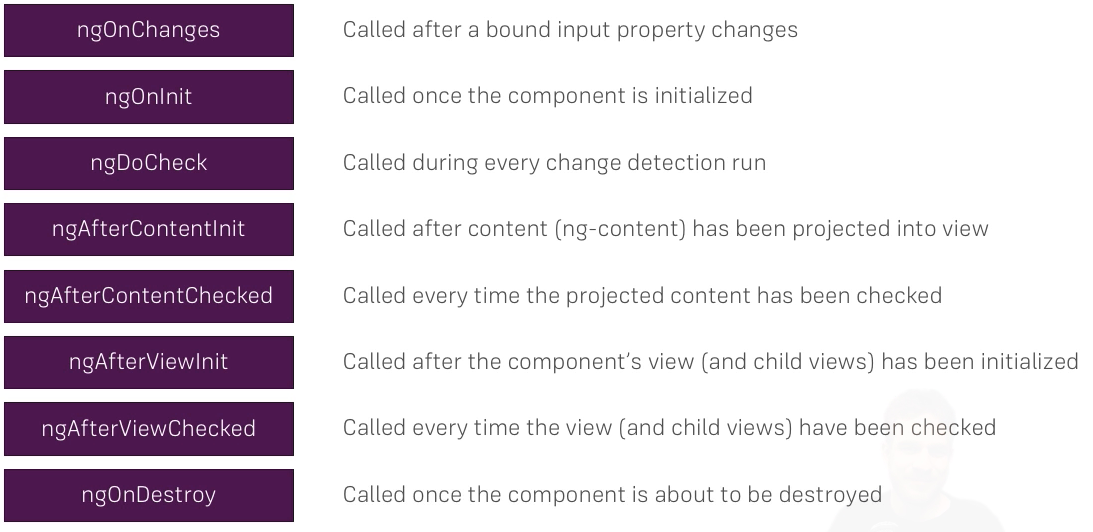 ngOnChanges Called after a bound input property changes
ngOnInit Called once the component is initialized
ngDoCheck Called during every change detection run
ngAfterContentInit Called after content (ng-content) has been projected into view
ngAfterContentChecked Called every time the projected content has been checked
ngAfterViewInit Called after the component's view (and child views) has been initialized
ngAfterViewChecked Called every time the view (and child views) have been checked
ngOnDestroy Called once the component is about to be destroyed